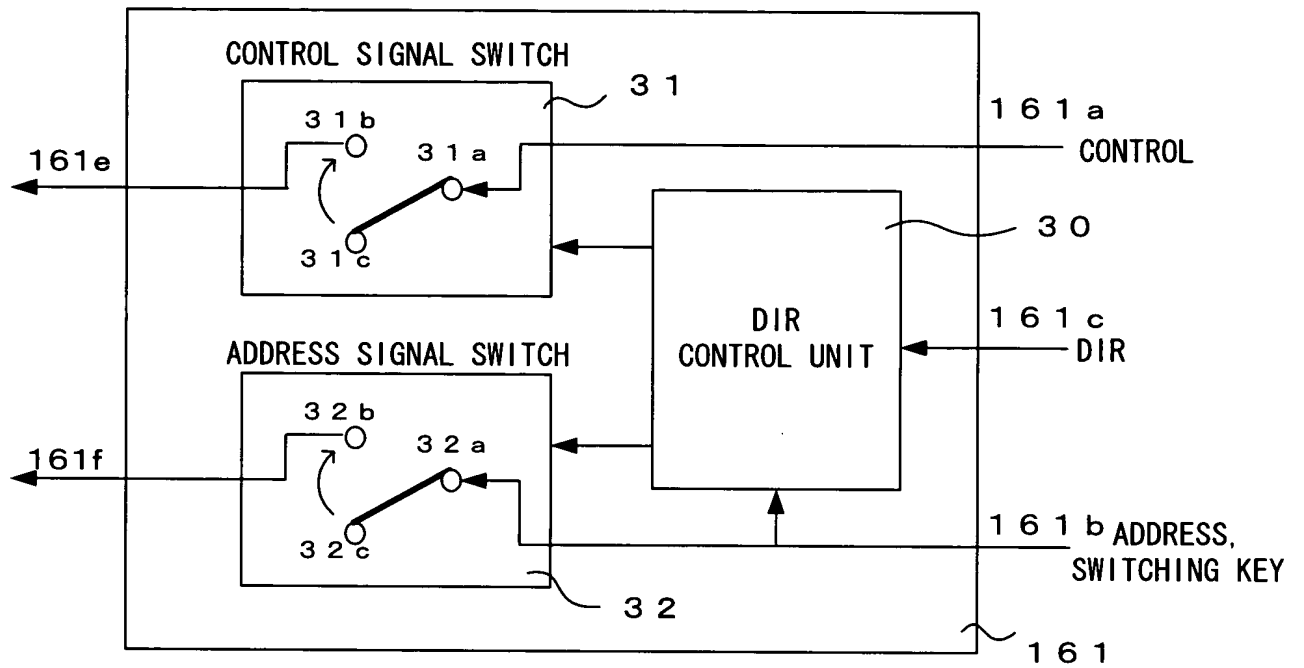 CONTROL SIGNAL SWITCH
31
31b
31a
31c
161e
161a
CONTROL
30
DIR
CONTROL UNIT
161c
DIR
ADDRESS SIGNAL SWITCH
32b
32a
32c
161f
161b ADDRESS,
SWITCHING KEY
32
161